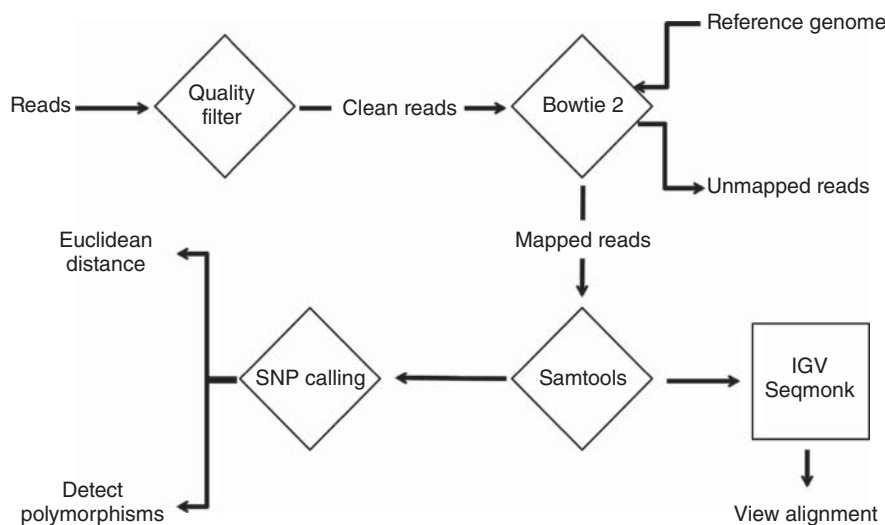 Reference genome
Reads
Quality
filter
Clean reads
Bowtie 2
Unmapped reads
Mapped reads
Euclidean
distance
SNP calling
Samtools
IGV
Seqmonk
Detect
polymorphisms
View alignment